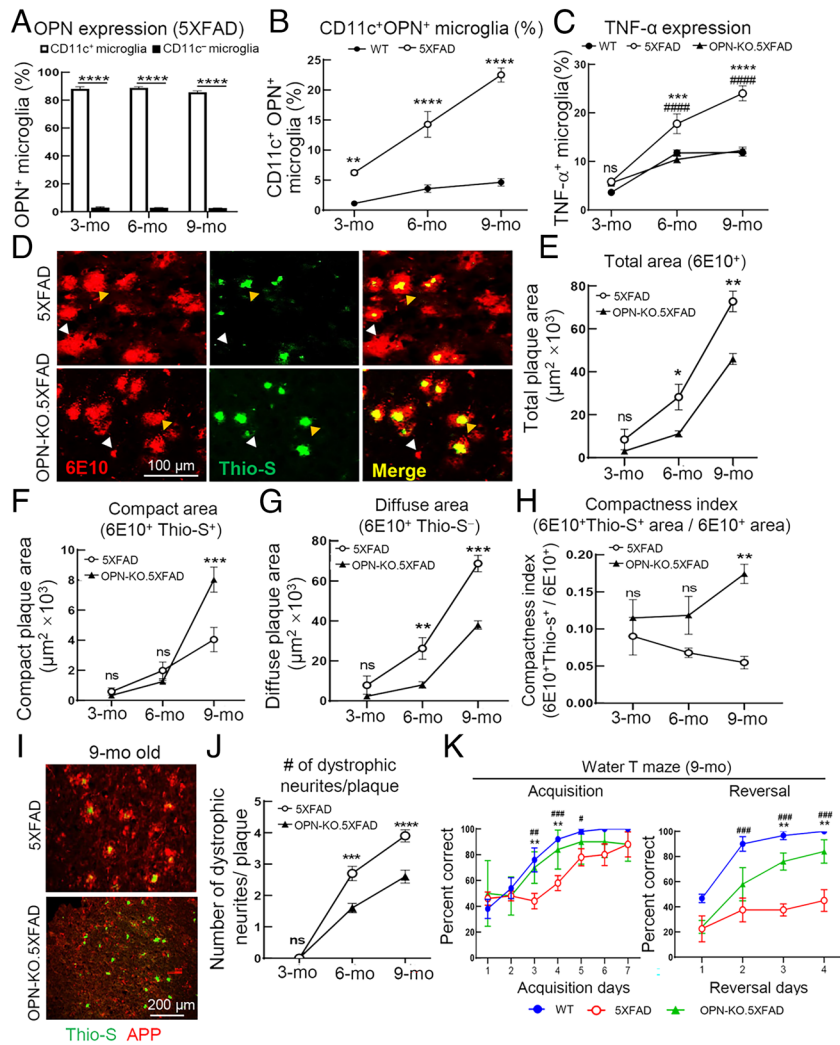 A
OPN expression (5XFAD)
CD11c⁺ microglia
CD11c⁻ microglia
OPN⁺ microglia (%)
100
80
60
40
20
0
****
****
****
3-mo
6-mo
9-mo
B
CD11c⁺OPN⁺ microglia (%)
WT
5XFAD
CD11c⁺ OPN⁺
microglia (%)
25
20
15
10
5
0
**
****
****
3-mo
6-mo
9-mo
C
TNF-α expression
WT
5XFAD
OPN-KO.5XFAD
TNF-α⁺ microglia(%)
30
20
10
0
ns
***
####
****
####
3-mo
6-mo
9-mo
D
5XFAD
OPN-KO.5XFAD
6E10
100 μm
Thio-S
Merge
E
Total area (6E10⁺)
5XFAD
OPN-KO.5XFAD
Total plaque area
(μm² ×10³)
80
60
40
20
0
ns
*
**
3-mo
6-mo
9-mo
F
Compact area
(6E10⁺ Thio-S⁺)
5XFAD
OPN-KO.5XFAD
Compact plaque area
(μm² ×10³)
8
6
4
2
0
ns
ns
***
3-mo
6-mo
9-mo
G
Diffuse area
(6E10⁺ Thio-S⁻)
5XFAD
OPN-KO.5XFAD
Diffuse plaque area
(μm² ×10³)
80
60
40
20
0
ns
**
***
3-mo
6-mo
9-mo
H
Compactness index
(6E10⁺Thio-S⁺ area / 6E10⁺ area)
5XFAD
OPN-KO.5XFAD
Compactness index
(6E10⁺Thio-s⁺ / 6E10⁺)
0.20
0.15
0.10
0.05
0.00
ns
ns
**
3-mo
6-mo
9-mo
I
9-mo old
5XFAD
OPN-KO.5XFAD
200 μm
Thio-S APP
J
# of dystrophic
neurites/plaque
5XFAD
OPN-KO.5XFAD
Number of dystrophic
neurites/ plaque
5
4
3
2
1
0
ns
***
****
3-mo
6-mo
9-mo
K
Water T maze (9-mo)
Acquisition
Percent correct
100
80
60
40
20
0
##
**
###
**
#
1 2 3 4 5 6 7
Acquisition days
Reversal
Percent correct
100
80
60
40
20
0
###
###
**
###
**
1 2 3 4
Reversal days
WT
5XFAD
OPN-KO.5XFAD